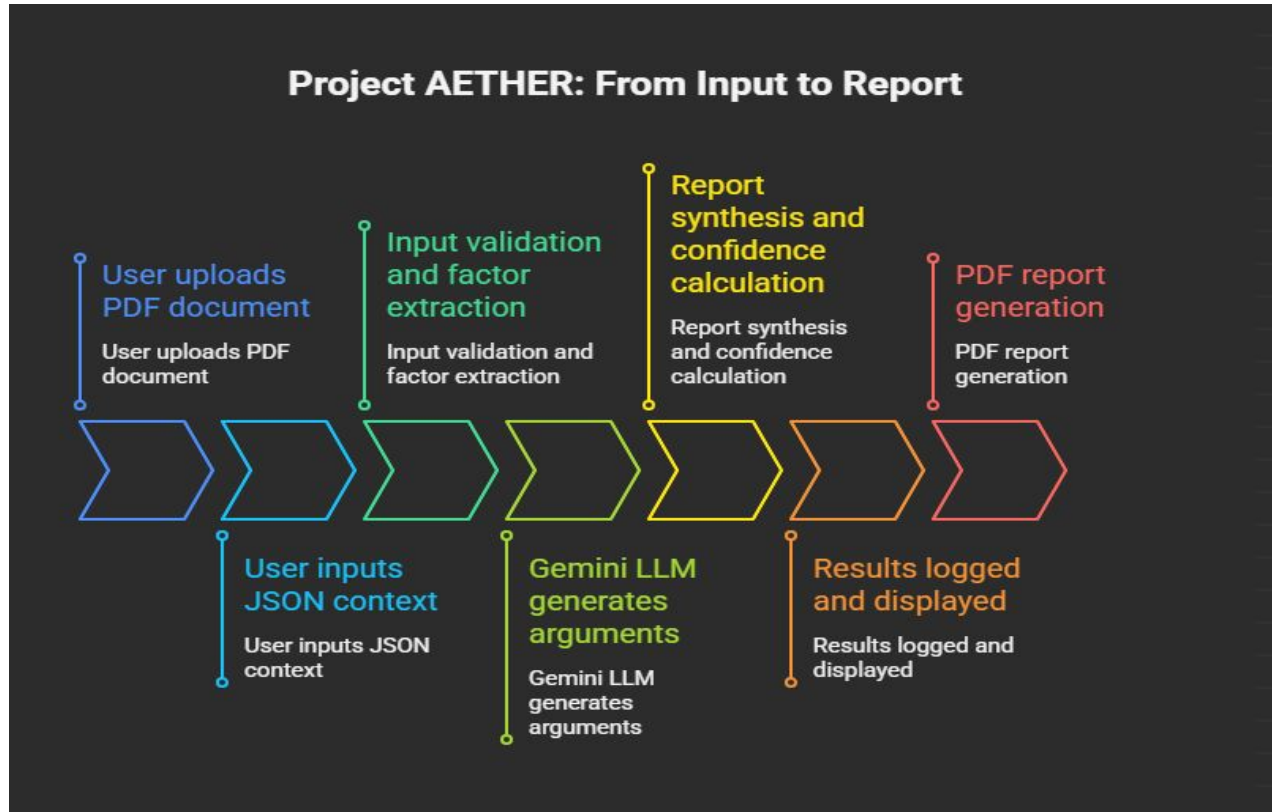 Project AETHER: From Input to Report
User uploads
PDF document
User uploads PDF
document
User inputs
JSON context
User inputs JSON
context
Input validation
and factor
extraction
Input validation and
factor extraction
Gemini LLM
generates
arguments
Gemini LLM
generates
arguments
Report
synthesis and
confidence
calculation
Report synthesis
and confidence
calculation
Results logged
and displayed
Results logged and
displayed
PDF report
generation
PDF report
generation